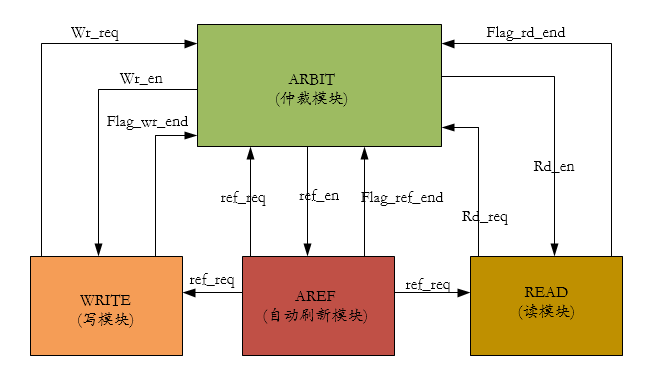 Wr_req
Flag_rd_end
ARBIT
(仲裁模块)
Wr_en
Flag_wr_end
Rd_en
ref_req
ref_en
Flag_ref_end
Rd_req
ref_req
ref_req
WRITE
(写模块)
AREF
(自动刷新模块)
READ
(读模块)